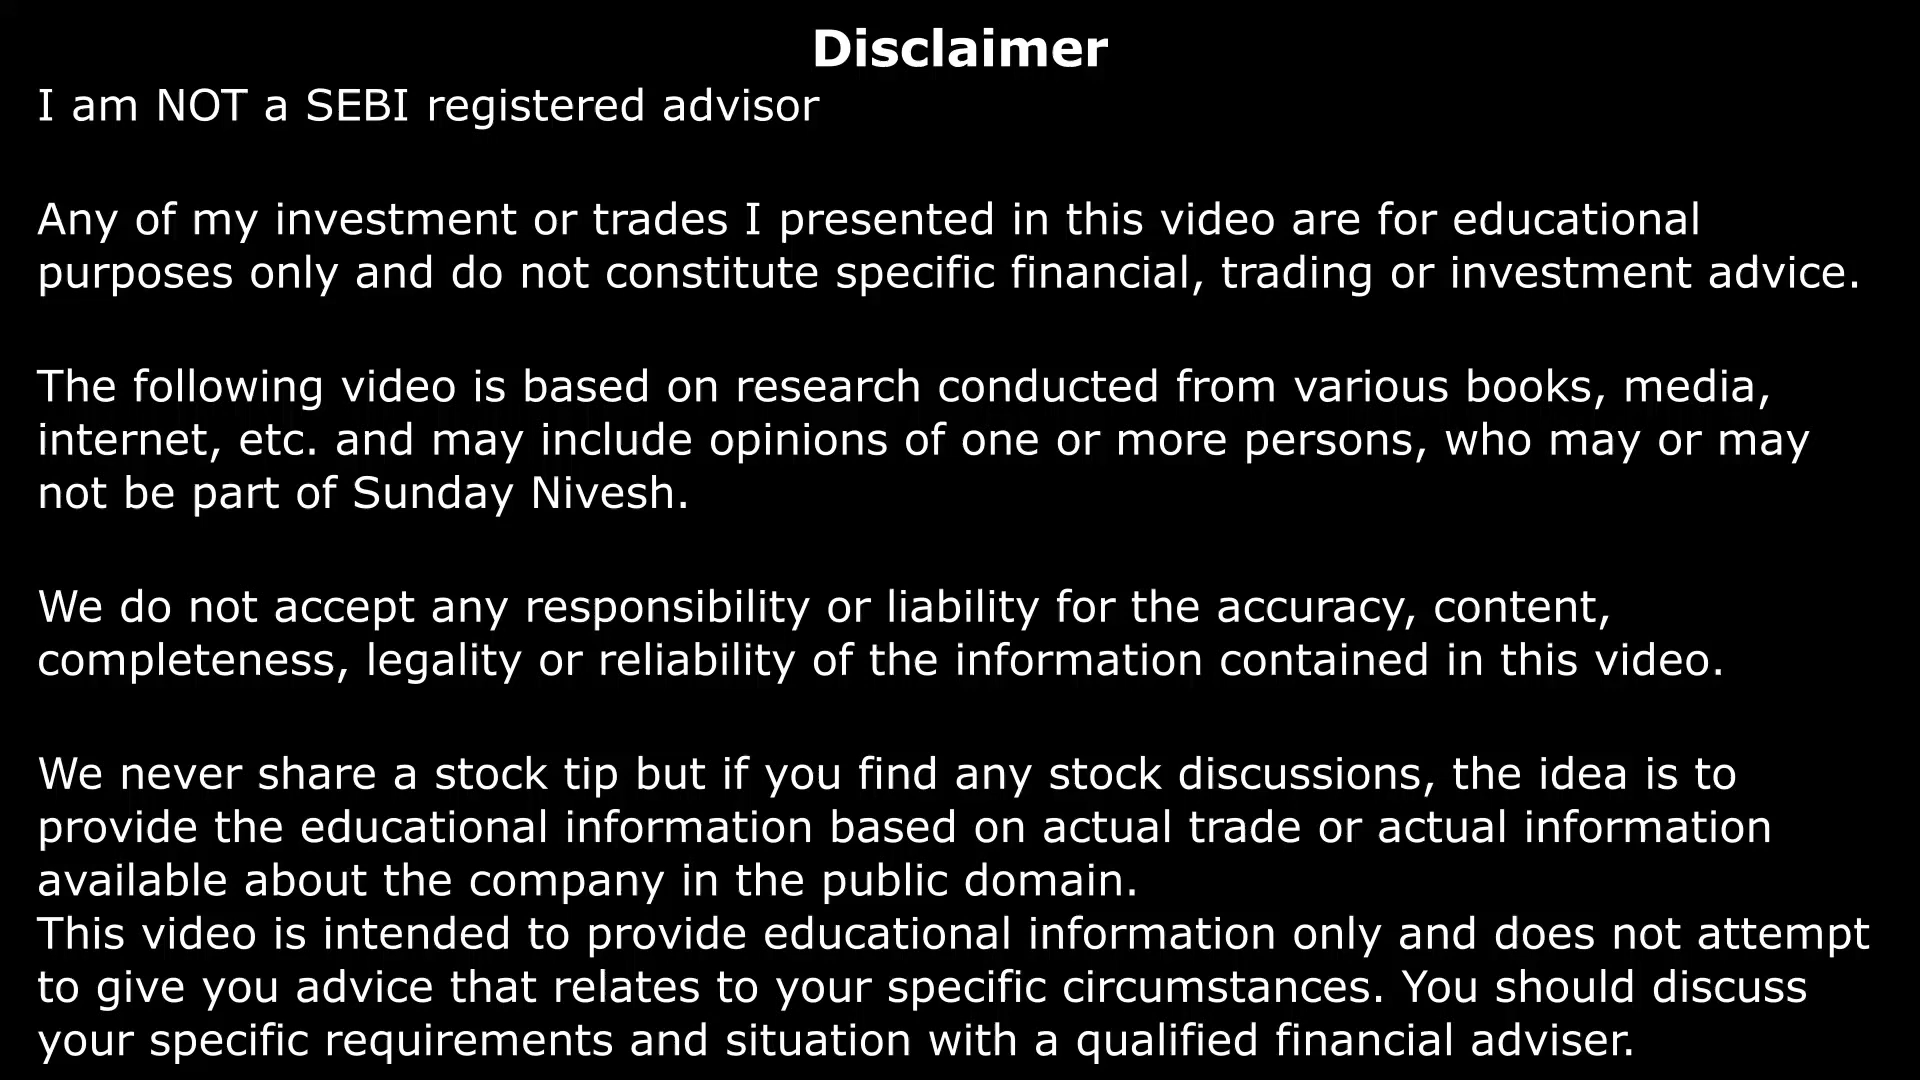 Disclaimer
I am NOT a SEBI registered advisor
Any of my investment or trades I presented in this video are for educational
purposes only and do not constitute specific financial, trading or investment advice.
The following video is based on research conducted from various books, media,
internet, etc. and may include opinions of one or more persons, who may or may
not be part of Sunday Nivesh.
We do not accept any responsibility or liability for the accuracy, content,
completeness, legality or reliability of the information contained in this video.
We never share a stock tip but if you find any stock discussions, the idea is to
provide the educational information based on actual trade or actual information
available about the company in the public domain.
This video is intended to provide educational information only and does not attempt
to give you advice that relates to your specific circumstances. You should discuss
your specific requirements and situation with a qualified financial adviser.